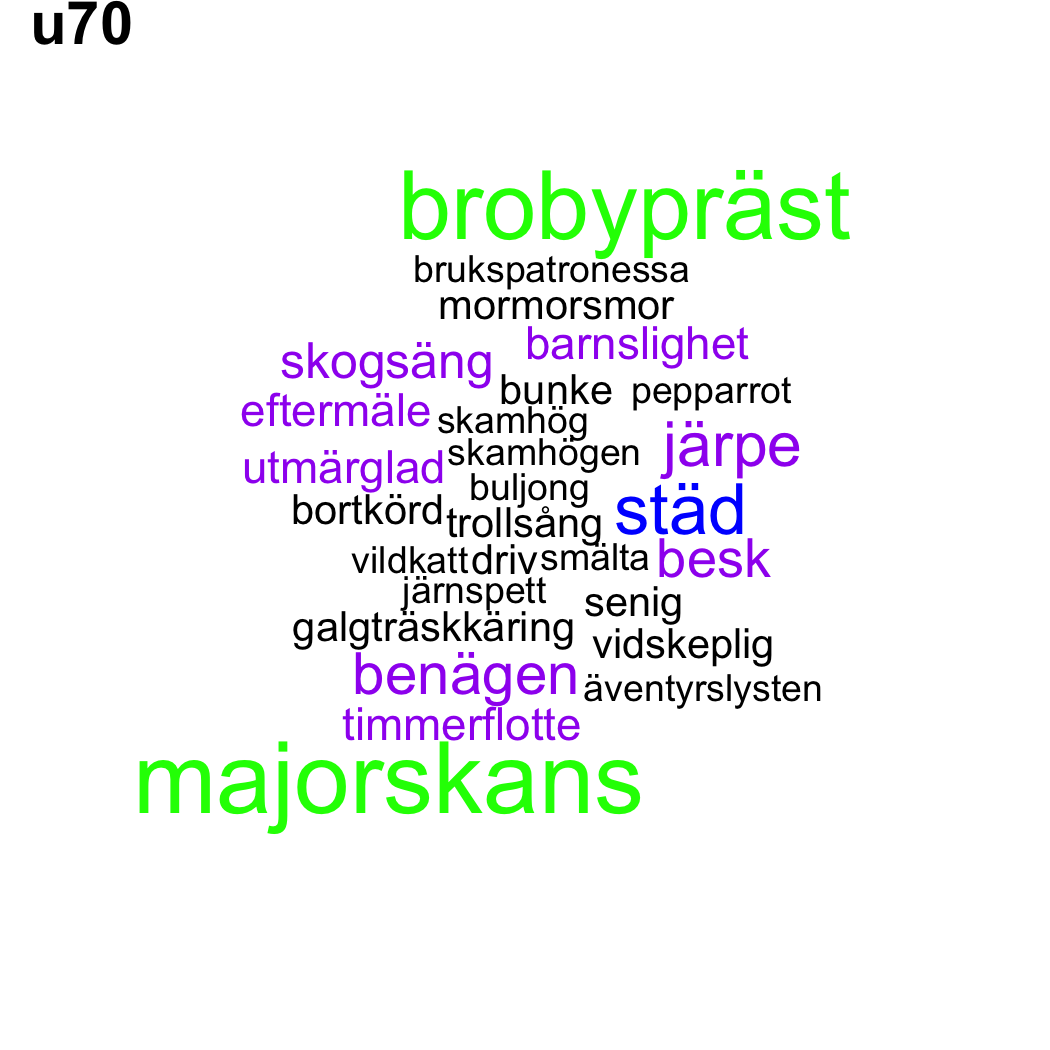 u70
brobypräst
brukspatronessa
mormorsmor
barnslighet
skogsäng
bunke pepparrot
eftermäle skamhög
järpe
skamhögen
utmärglad
buljong
städ
bortkörd trollsång
vildkatt driv smälta besk
järnspett
senig
galgträskkäring
vidskeplig
benägen äventyrslysten
timmerflotte
majorskans